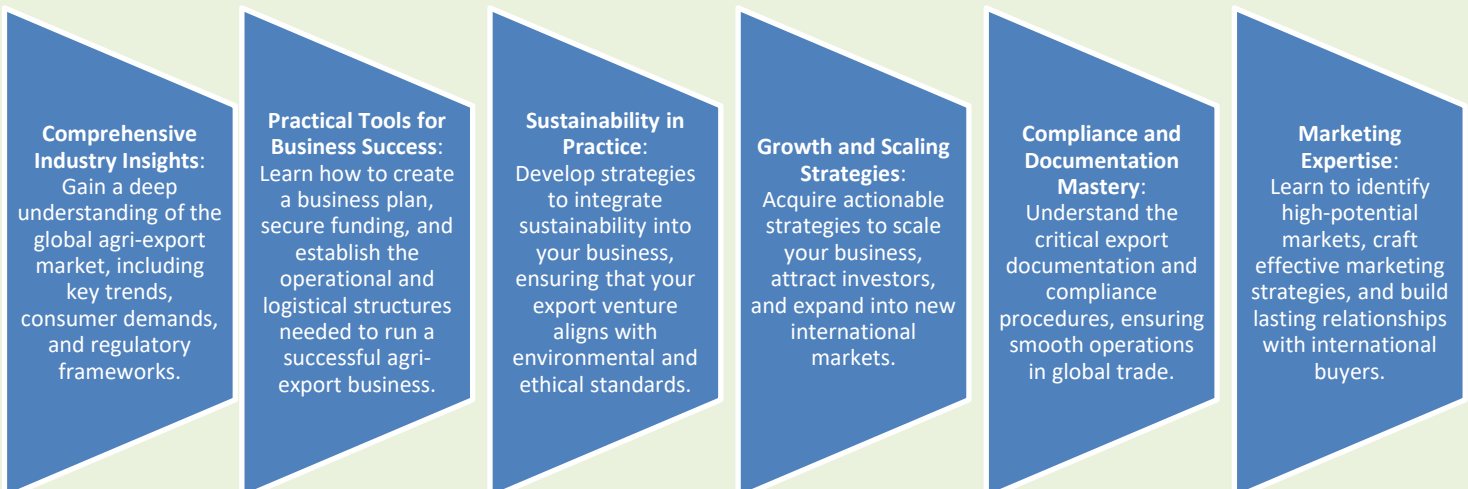 Comprehensive
Industry Insights:
Gain a deep
understanding of the
global agri-export
market, including
key trends,
consumer demands,
and regulatory
frameworks.
Practical Tools for
Business Success:
Learn how to create
a business plan,
secure funding, and
establish the
operational and
logistical structures
needed to run a
successful agri-
export business.
Sustainability in
Practice:
Develop strategies
to integrate
sustainability into
your business,
ensuring that your
export venture
aligns with
environmental and
ethical standards.
Growth and Scaling
Strategies:
Acquire actionable
strategies to scale
your business,
attract investors,
and expand into new
international
markets.
Compliance and
Documentation
Mastery:
Understand the
critical export
documentation and
compliance
procedures, ensuring
smooth operations
in global trade.
Marketing
Expertise:
Learn to identify
high-potential
markets, craft
effective marketing
strategies, and build
lasting relationships
with international
buyers.